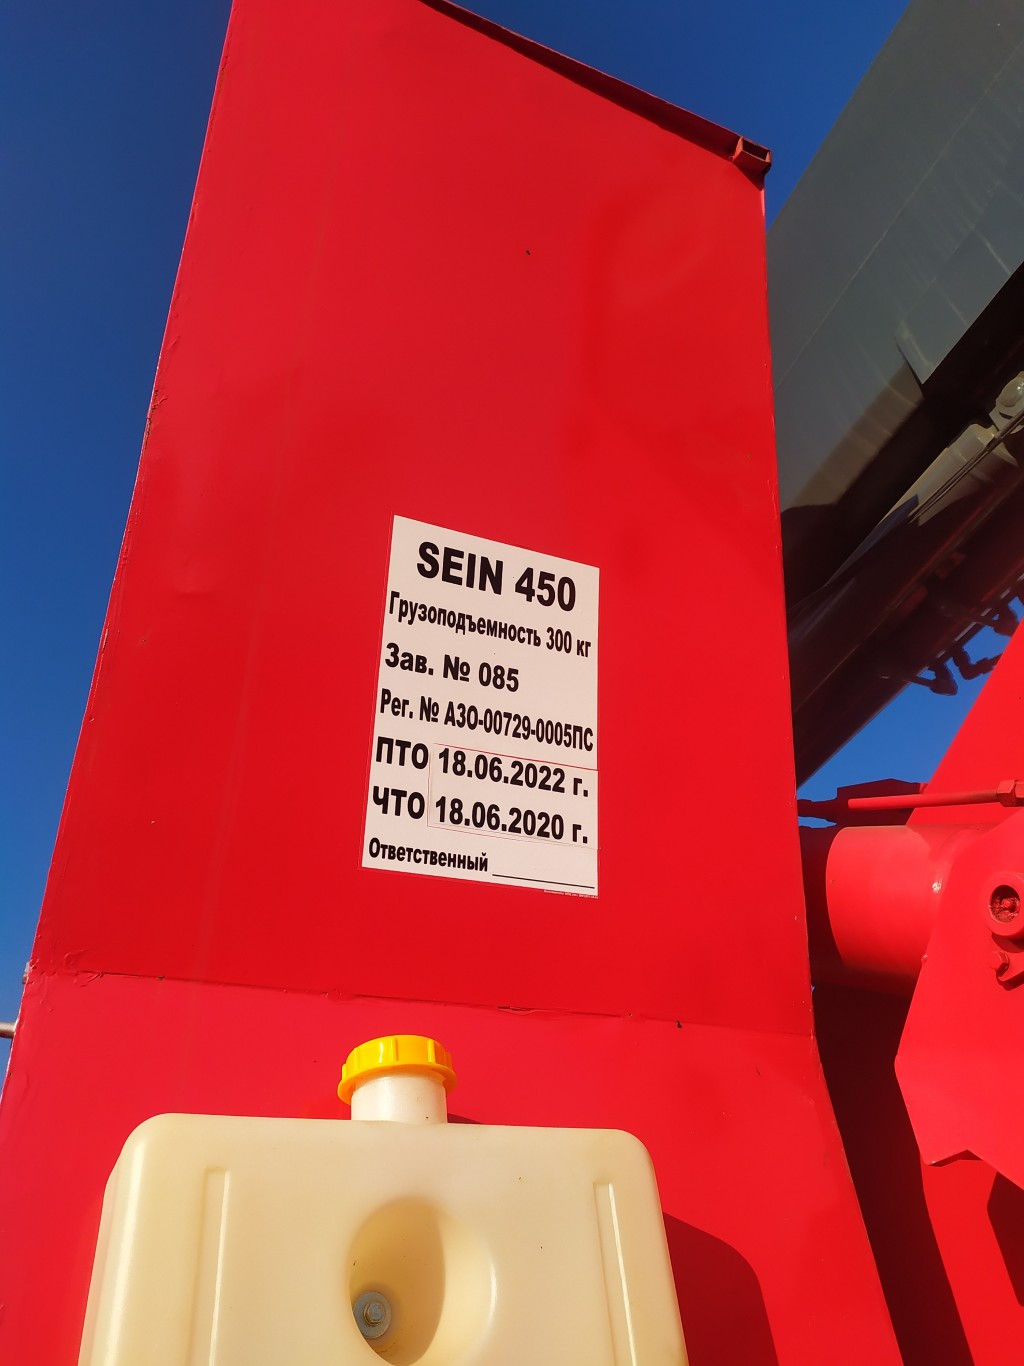 SEIN 450
Грузоподъемность 300 кг
Зав. № 085
Рег. № АЗО-00729-0005ПС
ПТО 18.06.2022 г.
ЧТО 18.06.2020 г.
Ответственный